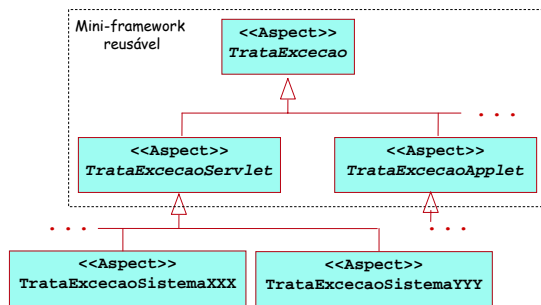 Mini-framework
reusável
<<Aspect>>
TrataExcecao
. . .
<<Aspect>>
TrataExcecaoServlet
<<Aspect>>
TrataExcecaoApplet
. . .
. . .
<<Aspect>>
TrataExcecaoSistemaXXX
<<Aspect>>
TrataExcecaoSistemaYYY